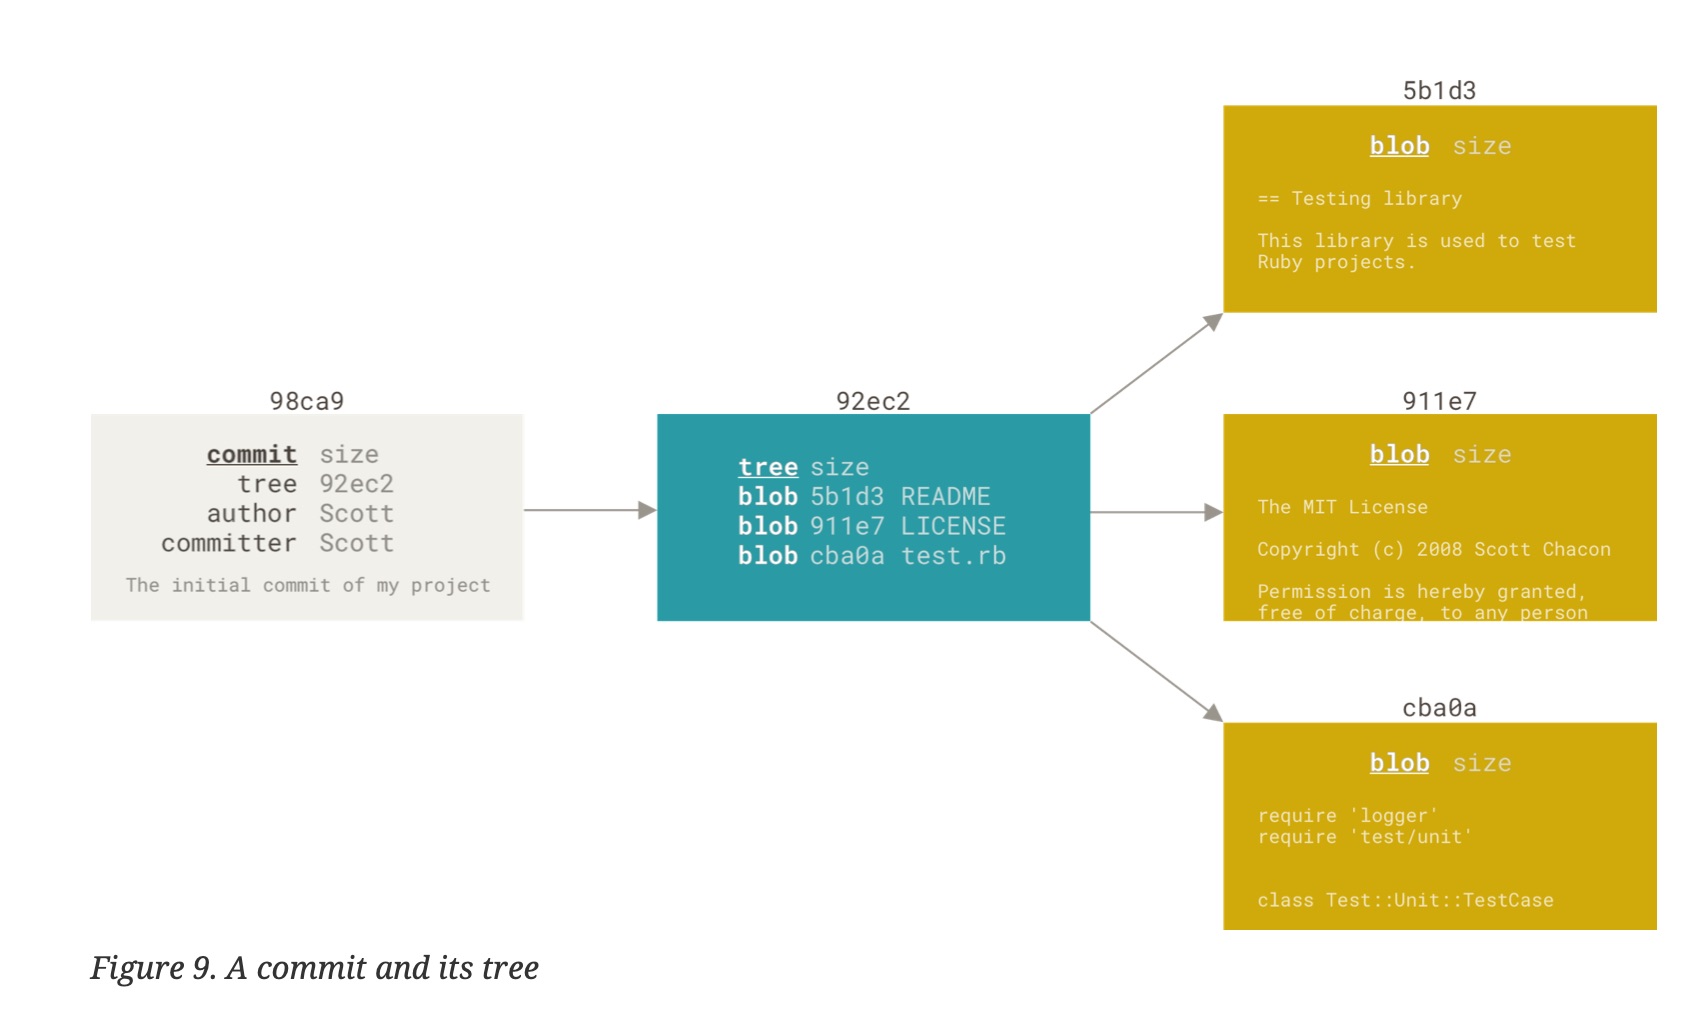 98ca9
commit size
tree 92ec2
author Scott
committer Scott
The initial commit of my project
92ec2
tree size
blob 5b1d3 README
blob 911e7 LICENSE
blob cba0a test.rb
5b1d3
blob size
== Testing library
This library is used to test
Ruby projects.
911e7
blob size
The MIT License
Copyright (c) 2008 Scott Chacon
Permission is hereby granted,
free of charge, to any person
cba0a
blob size
require 'logger'
require 'test/unit'
class Test::Unit::TestCase
Figure 9. A commit and its tree